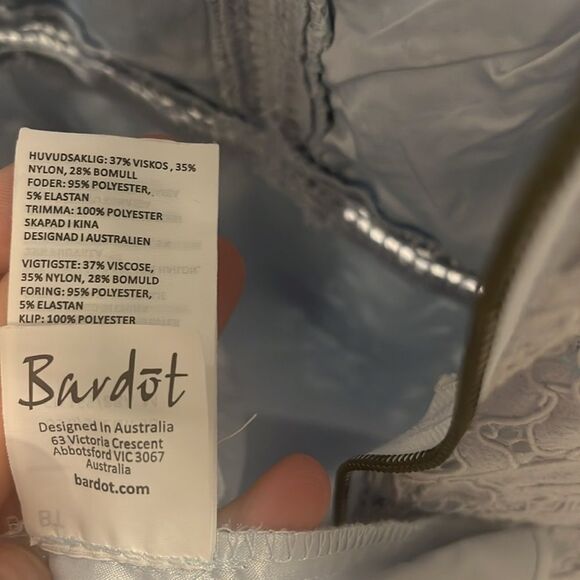 HUVUDSAKLIG: 37% VISKOS , 35%
NYLON, 28% BOMULL
FODER: 95% POLYESTER,
5% ELASTAN
TRIMMA: 100% POLYESTER
SKAPAD I KINA
DESIGNAD I AUSTRALIEN
VIGTIGSTE: 37% VISCOSE,
35% NYLON, 28% BOMULD
FORING: 95% POLYESTER,
5% ELASTAN
KLIP: 100% POLYESTER
Bardot
Designed In Australia
63 Victoria Crescent
Abbotsford VIC 3067
Australia
bardot.com